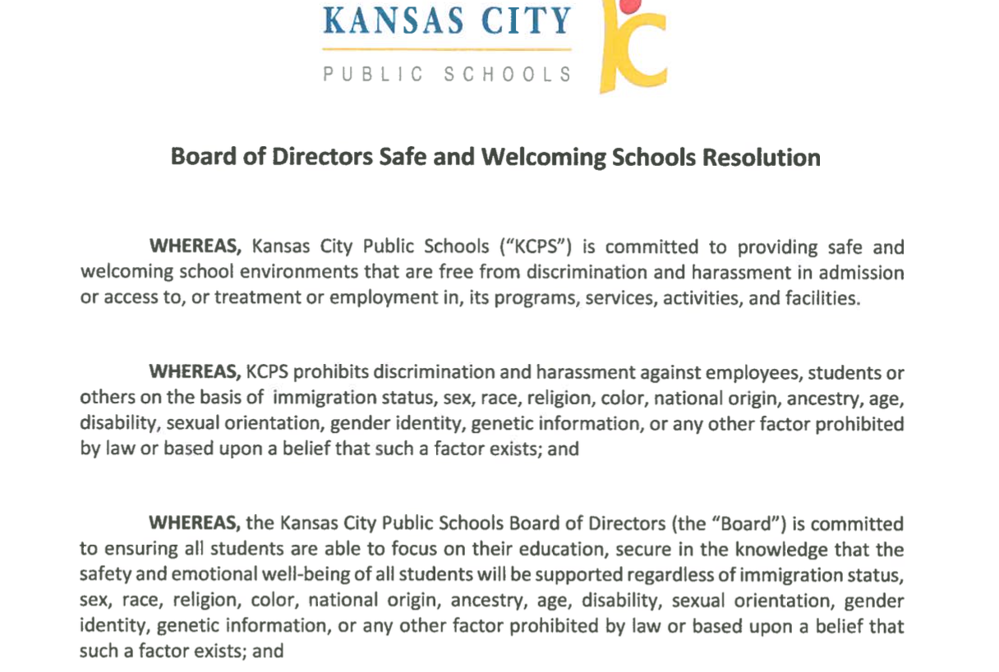 KANSAS CITY
PUBLIC SCHOOLS
KC
Board of Directors Safe and Welcoming Schools Resolution
WHEREAS, Kansas City Public Schools (“KCPS”) is committed to providing safe and
welcoming school environments that are free from discrimination and harassment in admission
or access to, or treatment or employment in, its programs, services, activities, and facilities.
WHEREAS, KCPS prohibits discrimination and harassment against employees, students or
others on the basis of immigration status, sex, race, religion, color, national origin, ancestry, age,
disability, sexual orientation, gender identity, genetic information, or any other factor prohibited
by law or based upon a belief that such a factor exists; and
WHEREAS, the Kansas City Public Schools Board of Directors (the “Board”) is committed
to ensuring all students are able to focus on their education, secure in the knowledge that the
safety and emotional well-being of all students will be supported regardless of immigration status,
sex, race, religion, color, national origin, ancestry, age, disability, sexual orientation, gender
identity, genetic information, or any other factor prohibited by law or based upon a belief that
such a factor exists; and